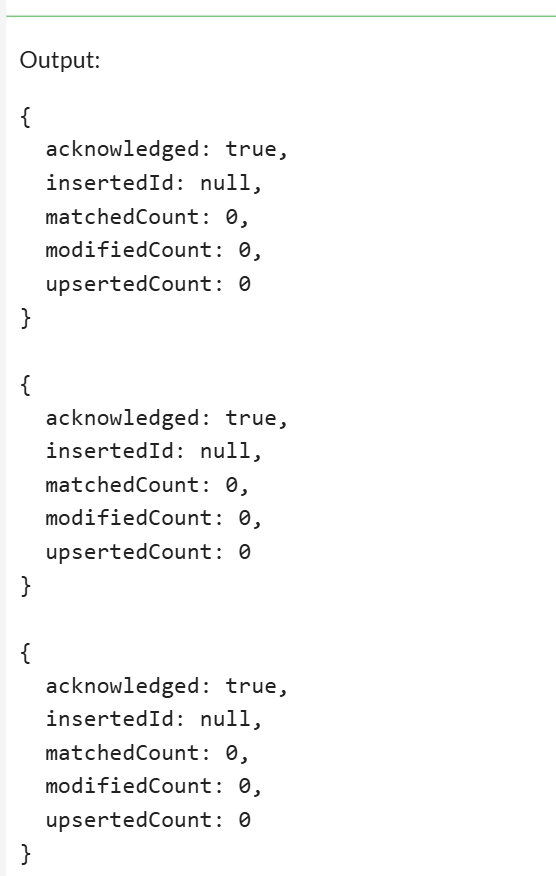 Output:
{
  acknowledged: true,
  insertedId: null,
  matchedCount: 0,
  modifiedCount: 0,
  upsertedCount: 0
}
{
  acknowledged: true,
  insertedId: null,
  matchedCount: 0,
  modifiedCount: 0,
  upsertedCount: 0
}
{
  acknowledged: true,
  insertedId: null,
  matchedCount: 0,
  modifiedCount: 0,
  upsertedCount: 0
}